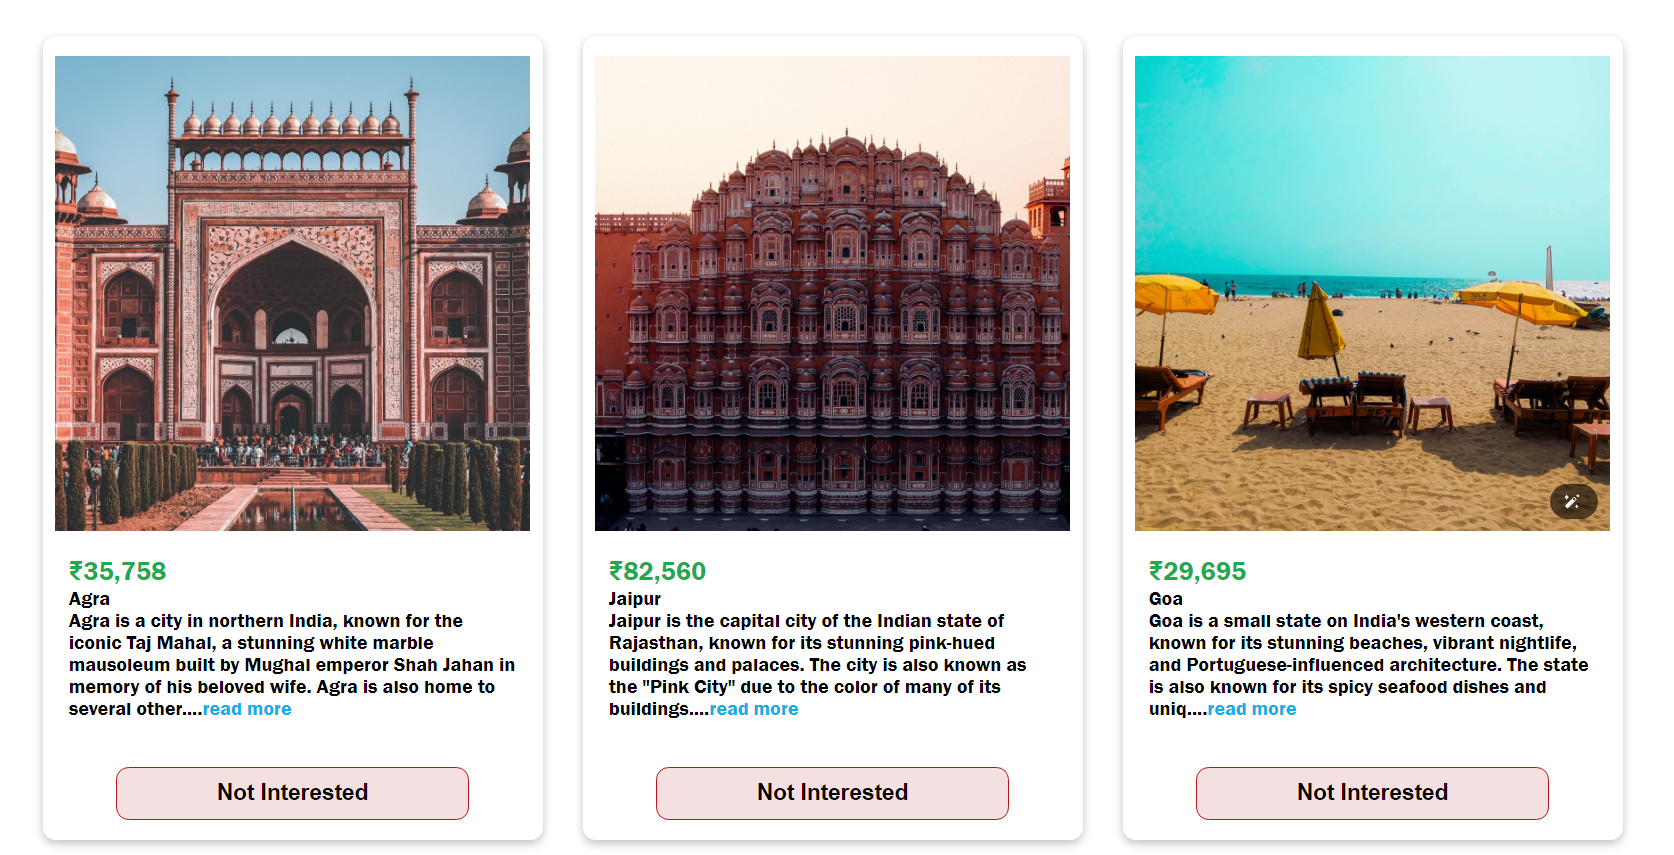 ₹35,758
Agra
Agra is a city in northern India, known for the
iconic Taj Mahal, a stunning white marble
mausoleum built by Mughal emperor Shah Jahan in
memory of his beloved wife. Agra is also home to
several other....read more
Not Interested
₹82,560
Jaipur
Jaipur is the capital city of the Indian state of
Rajasthan, known for its stunning pink-hued
buildings and palaces. The city is also known as
the "Pink City" due to the color of many of its
buildings....read more
Not Interested
₹29,695
Goa
Goa is a small state on India's western coast,
known for its stunning beaches, vibrant nightlife,
and Portuguese-influenced architecture. The state
is also known for its spicy seafood dishes and
uniq....read more
Not Interested